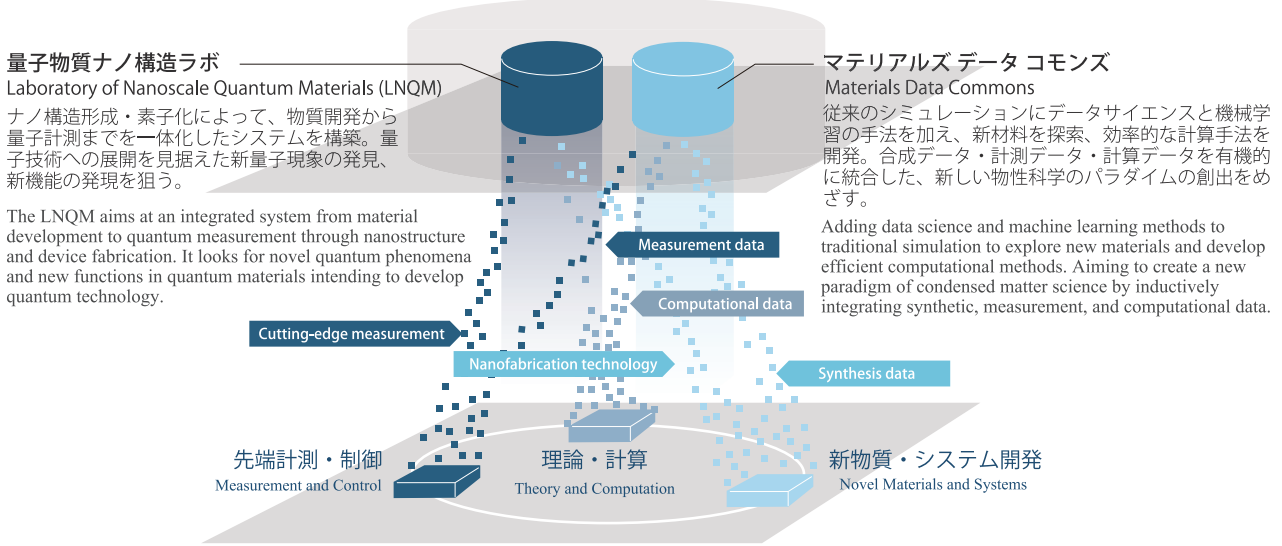 量子物質ナノ構造ラボ
Laboratory of Nanoscale Quantum Materials (LNQM)
ナノ構造形成・素子化によって、物質開発から
量子計測までを一体化したシステムを構築。量
子技術への展開を見据えた新量子現象の発見、
新機能の発現を狙う。
The LNQM aims at an integrated system from material
development to quantum measurement through nanostructure
and device fabrication. It looks for novel quantum phenomena
and new functions in quantum materials intending to develop
quantum technology.
マテリアルズ データ コモンズ
Materials Data Commons
従来のシミュレーションにデータサイエンスと機械学
習の手法を加え、新材料を探索、効率的な計算手法を
開発。合成データ・計測データ・計算データを有機的
に統合した、新しい物性科学のパラダイムの創出をめ
ざす。
Adding data science and machine learning methods to
traditional simulation to explore new materials and develop
efficient computational methods. Aiming to create a new
paradigm of condensed matter science by inductively
integrating synthetic, measurement, and computational data.
Measurement data
Computational data
Cutting-edge measurement
Nanofabrication technology
Synthesis data
先端計測・制御
Measurement and Control
理論・計算
Theory and Computation
新物質・システム開発
Novel Materials and Systems